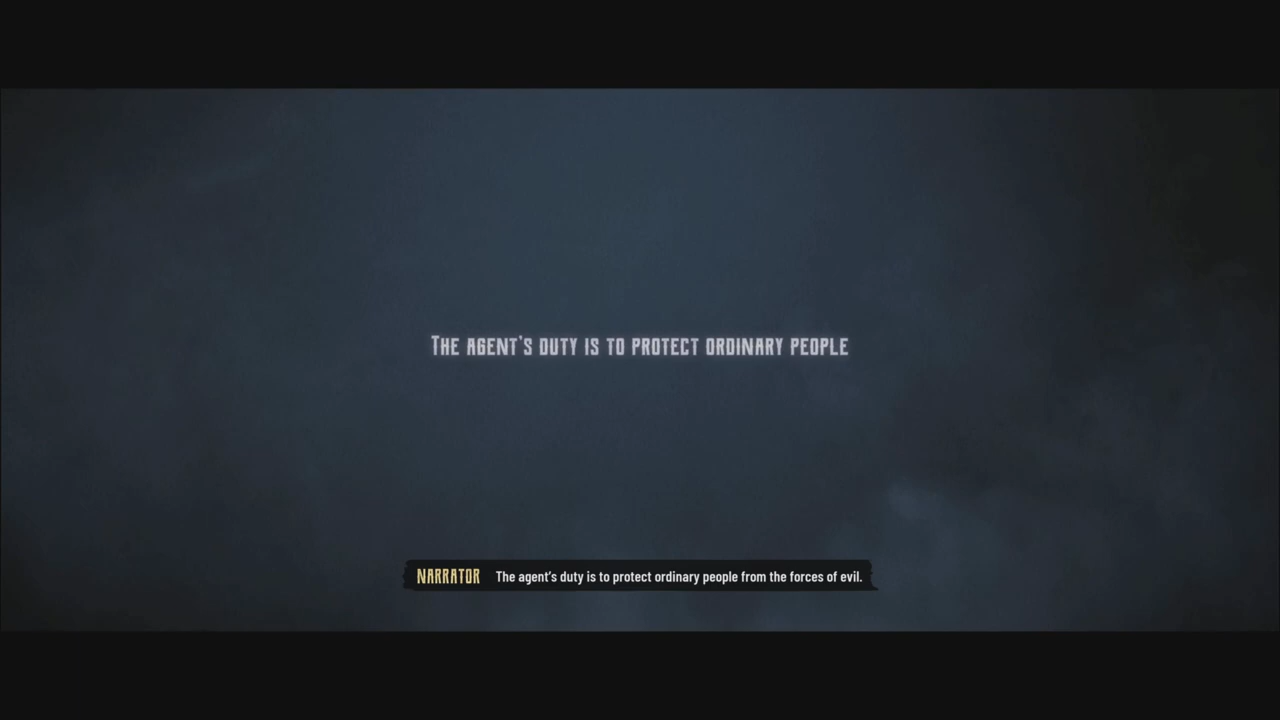 The agent's duty is to protect ordinary people
NARRATOR The agent's duty is to protect ordinary people from the forces of evil.